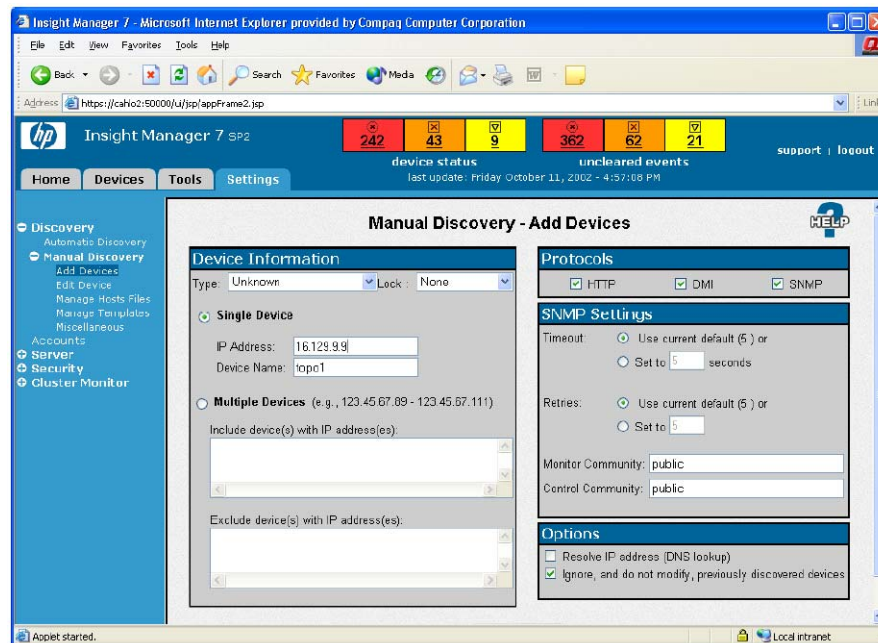 Insight Manager 7 - Microsoft Internet Explorer provided by Compaq Computer Corporation
File Edit View Favorites Tools Help
Back Search Favorites Media
Address https://cahlo2:50000/ui/jsp/appFrame2.jsp
hp Insight Manager 7 SP2
242 43 9 362 62 21
device status uncleared events
last update: Friday October 11, 2002 - 4:57:08 PM
support | logout
Home Devices Tools Settings
Discovery
Automatic Discovery
Manual Discovery
Add Devices
Edit Device
Manage Hosts Files
Manage Templates
Miscellaneous
Accounts
Server
Security
Cluster Monitor
Manual Discovery - Add Devices
HELP
Device Information
Type: Unknown Lock : None
Single Device
IP Address: 16.129.9.9
Device Name: topo1
Multiple Devices (e.g., 123.45.67.89 - 123.45.67.111)
Include device(s) with IP address(es):
Exclude device(s) with IP address(es):
Protocols
HTTP DMI SNMP
SNMP Settings
Timeout: Use current default (5 ) or
Set to 5 seconds
Retries: Use current default (5 ) or
Set to 5
Monitor Community: public
Control Community: public
Options
Resolve IP address (DNS lookup)
Ignore, and do not modify, previously discovered devices
Applet started.
Local intranet